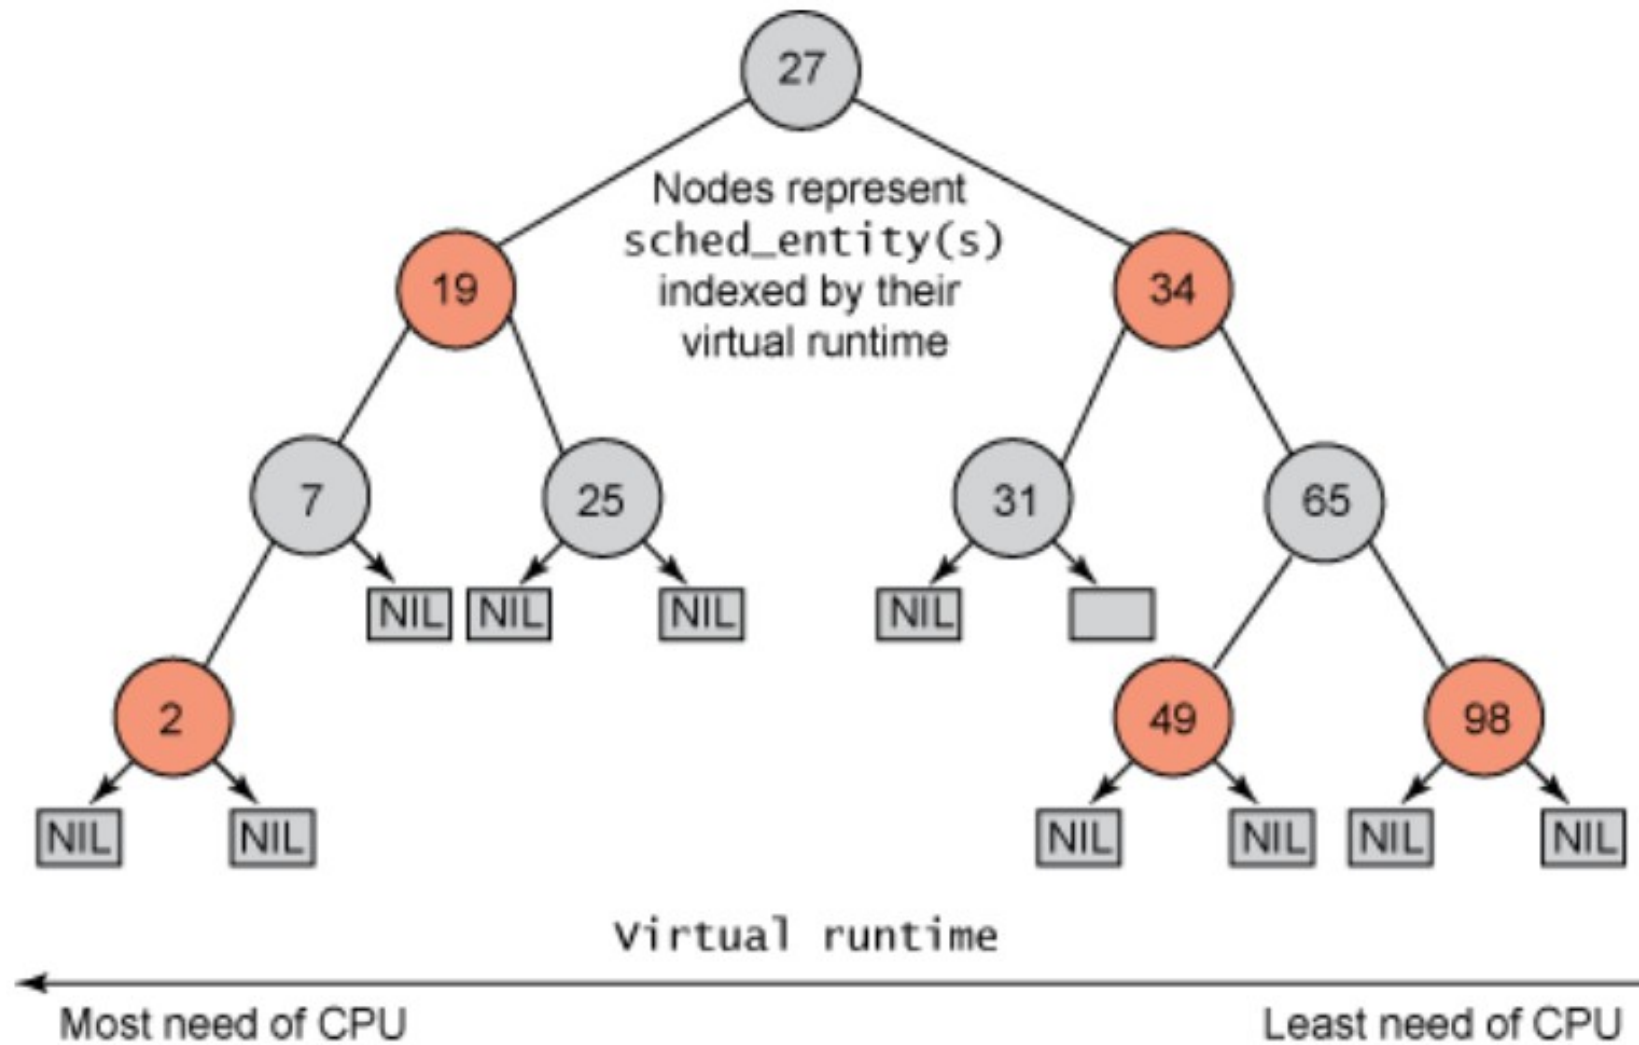 27
Nodes represent
sched_entity(s)
indexed by their
virtual runtime
19
34
7
25
31
65
NIL
NIL
NIL
NIL
2
49
98
NIL
NIL
NIL
NIL
NIL
NIL
Virtual runtime
Most need of CPU
Least need of CPU